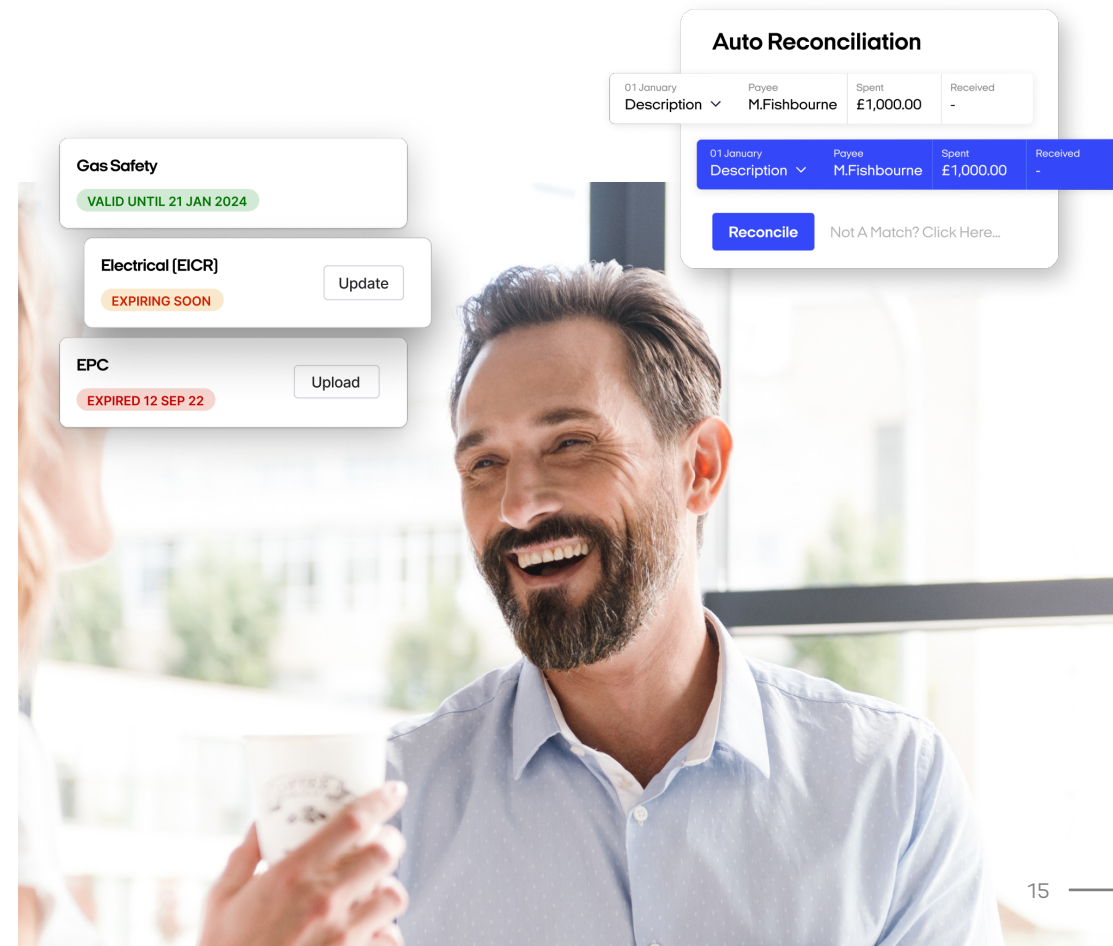 Auto Reconciliation
01 January Payee Spent Received
Description M.Fishbourne £1,000.00 -
01 January Payee Spent Received
Description M.Fishbourne £1,000.00 -
Reconcile Not A Match? Click Here...
Gas Safety
VALID UNTIL 21 JAN 2024
Electrical (EICR)
Update
EXPIRING SOON
EPC
Upload
EXPIRED 12 SEP 22
15